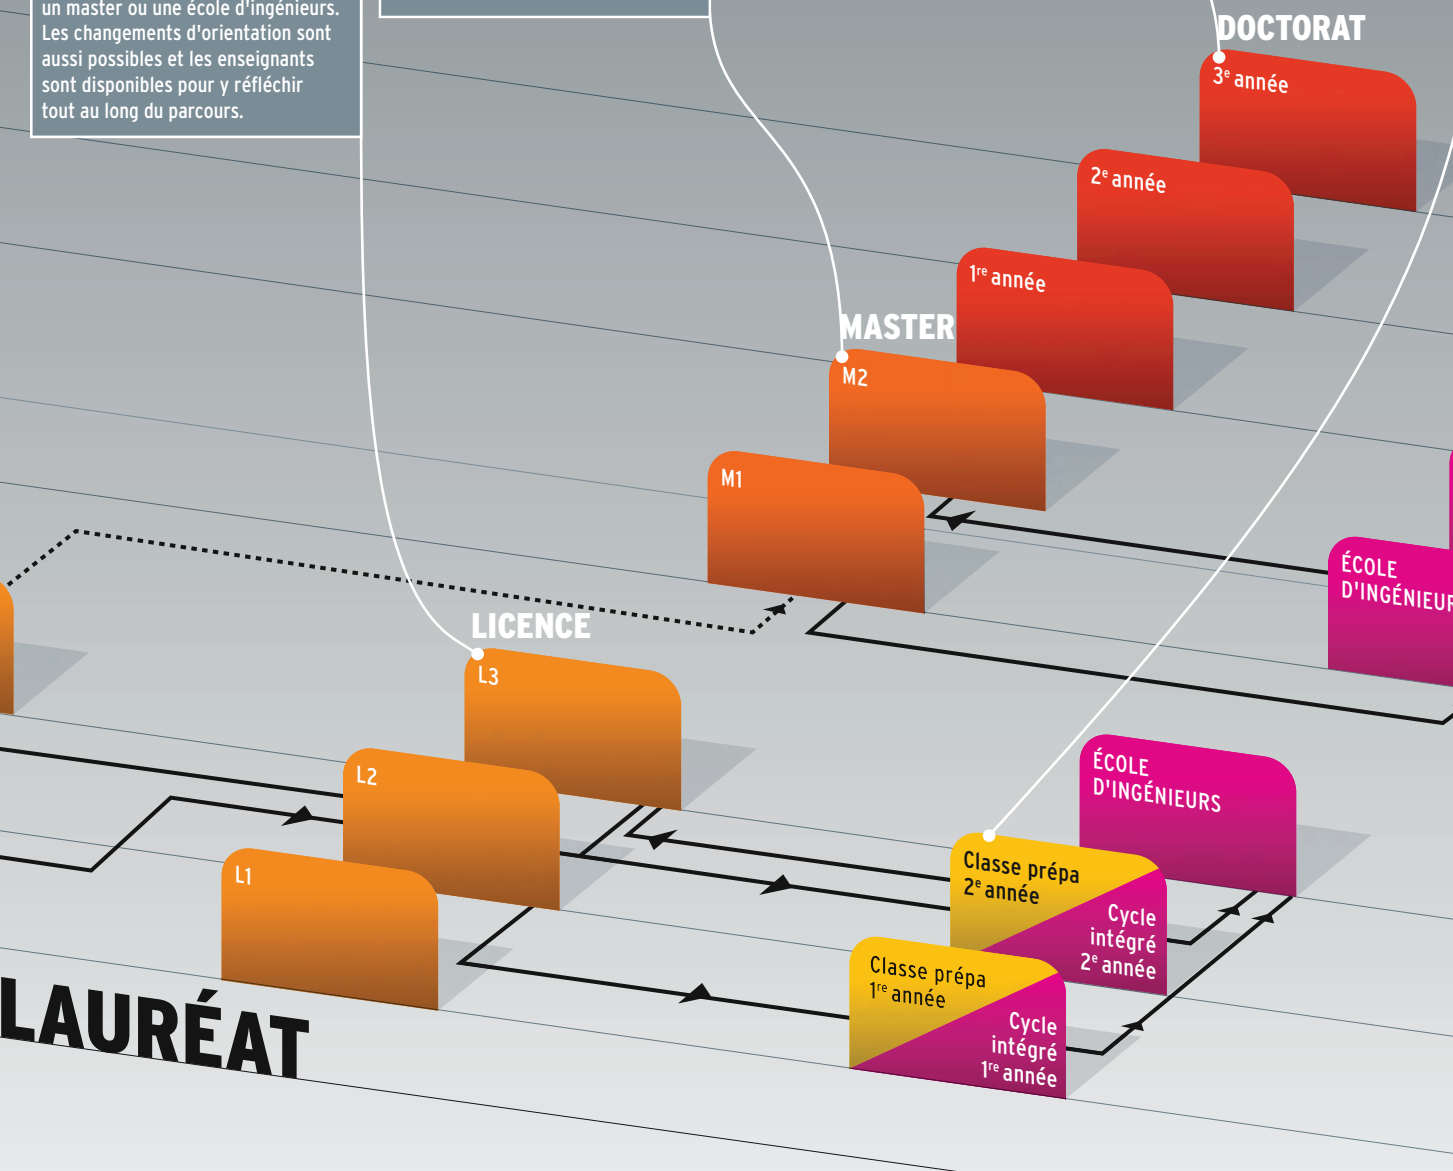 un master ou une école d'ingénieurs.
Les changements d'orientation sont
aussi possibles et les enseignants
sont disponibles pour y réfléchir
tout au long du parcours.
DOCTORAT
3e année
2e année
1re année
MASTER
M2
M1
ÉCOLE
D'INGÉNIEUR
LICENCE
L3
L2
L1
ÉCOLE
D'INGÉNIEURS
Classe prépa
2e année
Cycle
intégré
2e année
Classe prépa
1re année
Cycle
intégré
1re année
LAURÉAT